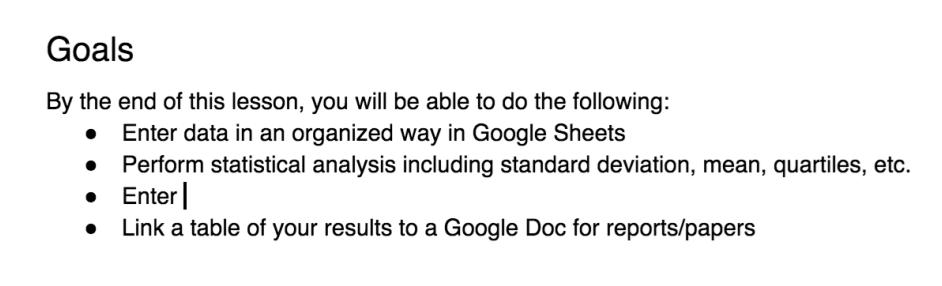 Goals
By the end of this lesson, you will be able to do the following:
● Enter data in an organized way in Google Sheets
● Perform statistical analysis including standard deviation, mean, quartiles, etc.
● Enter
● Link a table of your results to a Google Doc for reports/papers